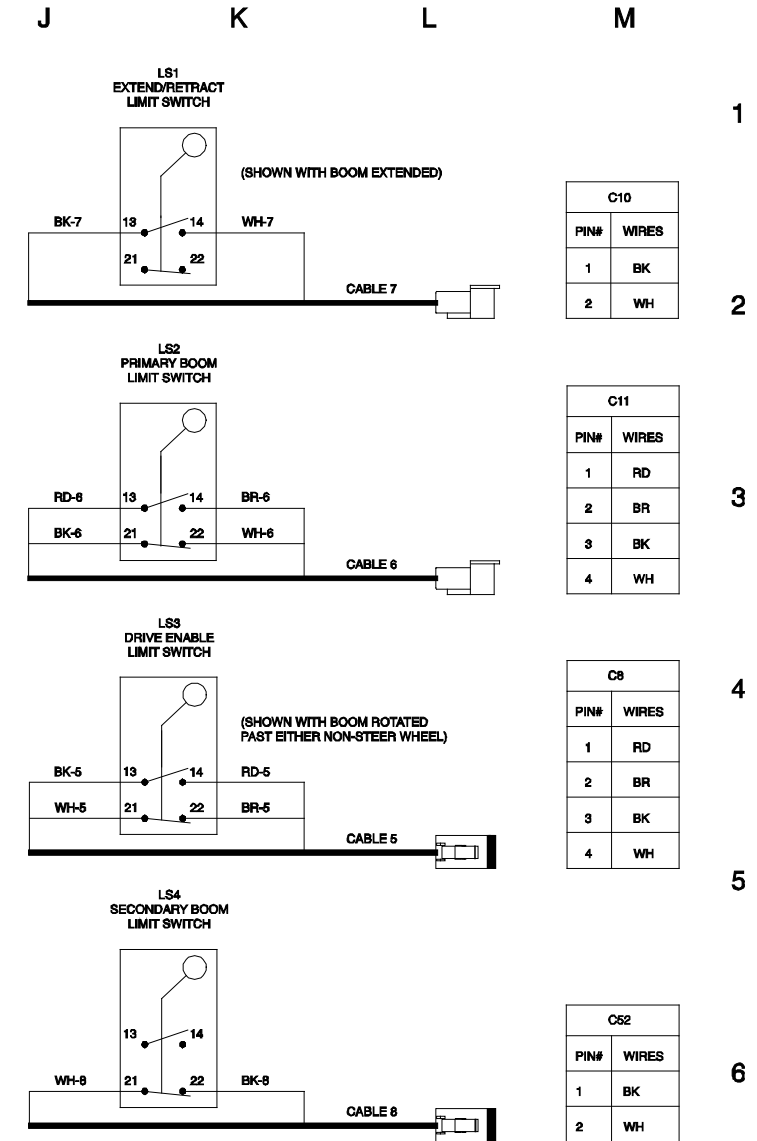 J K L M
LS1
EXTEND/RETRACT
LIMIT SWITCH
1
(SHOWN WITH BOOM EXTENDED)
BK-7 13 14 WH-7
21 22
CABLE 7
C10
PIN# WIRES
1 BK
2 WH
2
LS2
PRIMARY BOOM
LIMIT SWITCH
RD-6 13 14 BR-6
BK-6 21 22 WH-6
CABLE 6
C11
PIN# WIRES
1 RD
2 BR
3 BK
4 WH
3
LS3
DRIVE ENABLE
LIMIT SWITCH
(SHOWN WITH BOOM ROTATED
PAST EITHER NON-STEER WHEEL)
BK-5 13 14 RD-5
WH-5 21 22 BR-5
CABLE 5
C8
PIN# WIRES
1 RD
2 BR
3 BK
4 WH
4
5
LS4
SECONDARY BOOM
LIMIT SWITCH
13 14
WH-8 21 22 BK-8
CABLE 8
C52
PIN# WIRES
1 BK
2 WH
6